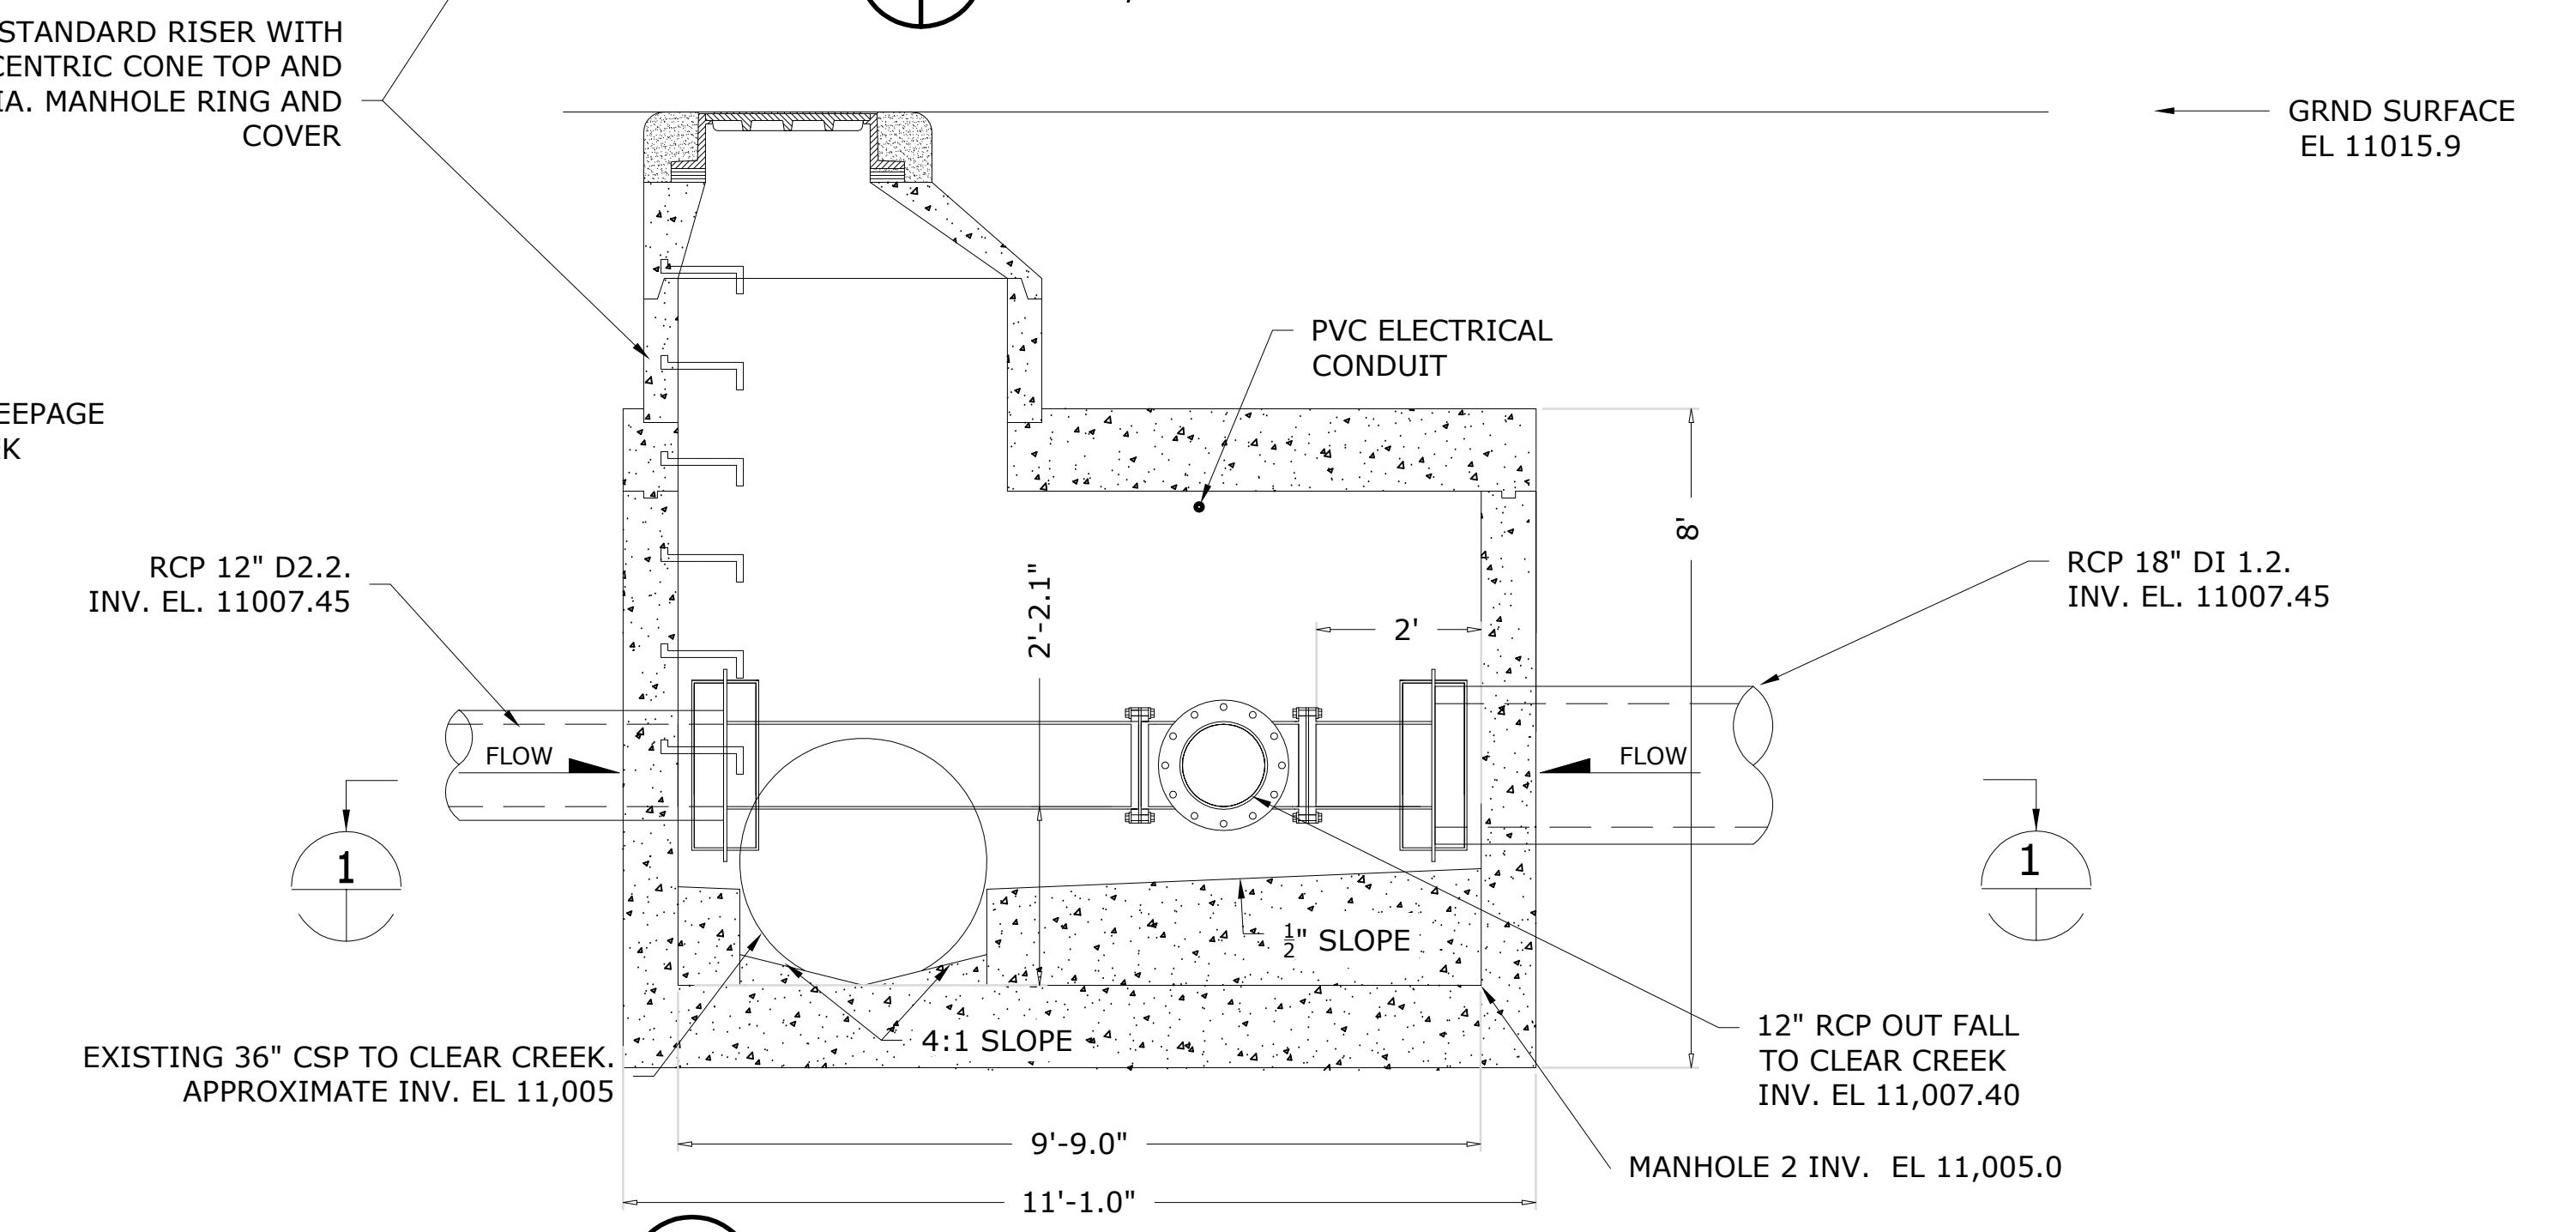 STANDARD RISER WITH
CENTRIC CONE TOP AND
IA. MANHOLE RING AND
COVER
GRND SURFACE
EL 11015.9
PVC ELECTRICAL
CONDUIT
EEPAGE
8'
RCP 12" D2.2.
INV. EL. 11007.45
2'-2.1"
2'
RCP 18" DI 1.2.
INV. EL. 11007.45
FLOW
FLOW
1
1
1/2" SLOPE
4:1 SLOPE
EXISTING 36" CSP TO CLEAR CREEK.
APPROXIMATE INV. EL 11,005
12" RCP OUT FALL
TO CLEAR CREEK
INV. EL 11,007.40
9'-9.0"
MANHOLE 2 INV. EL 11,005.0
11'-1.0"